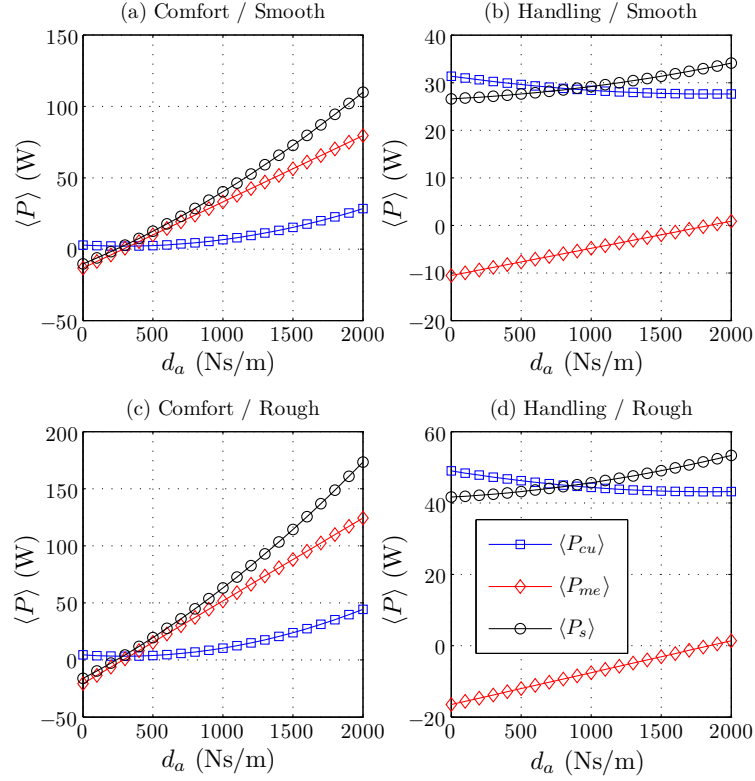 (a) Comfort / Smooth
150
100
50
0
−50
⟨P⟩ (W)
0 500 1000 1500 2000
d_a (Ns/m)
(b) Handling / Smooth
40
30
20
10
0
−10
−20
⟨P⟩ (W)
0 500 1000 1500 2000
d_a (Ns/m)
(c) Comfort / Rough
200
150
100
50
0
−50
⟨P⟩ (W)
0 500 1000 1500 2000
d_a (Ns/m)
(d) Handling / Rough
60
40
20
0
−20
⟨P⟩ (W)
⟨P_cu⟩
⟨P_me⟩
⟨P_s⟩
0 500 1000 1500 2000
d_a (Ns/m)